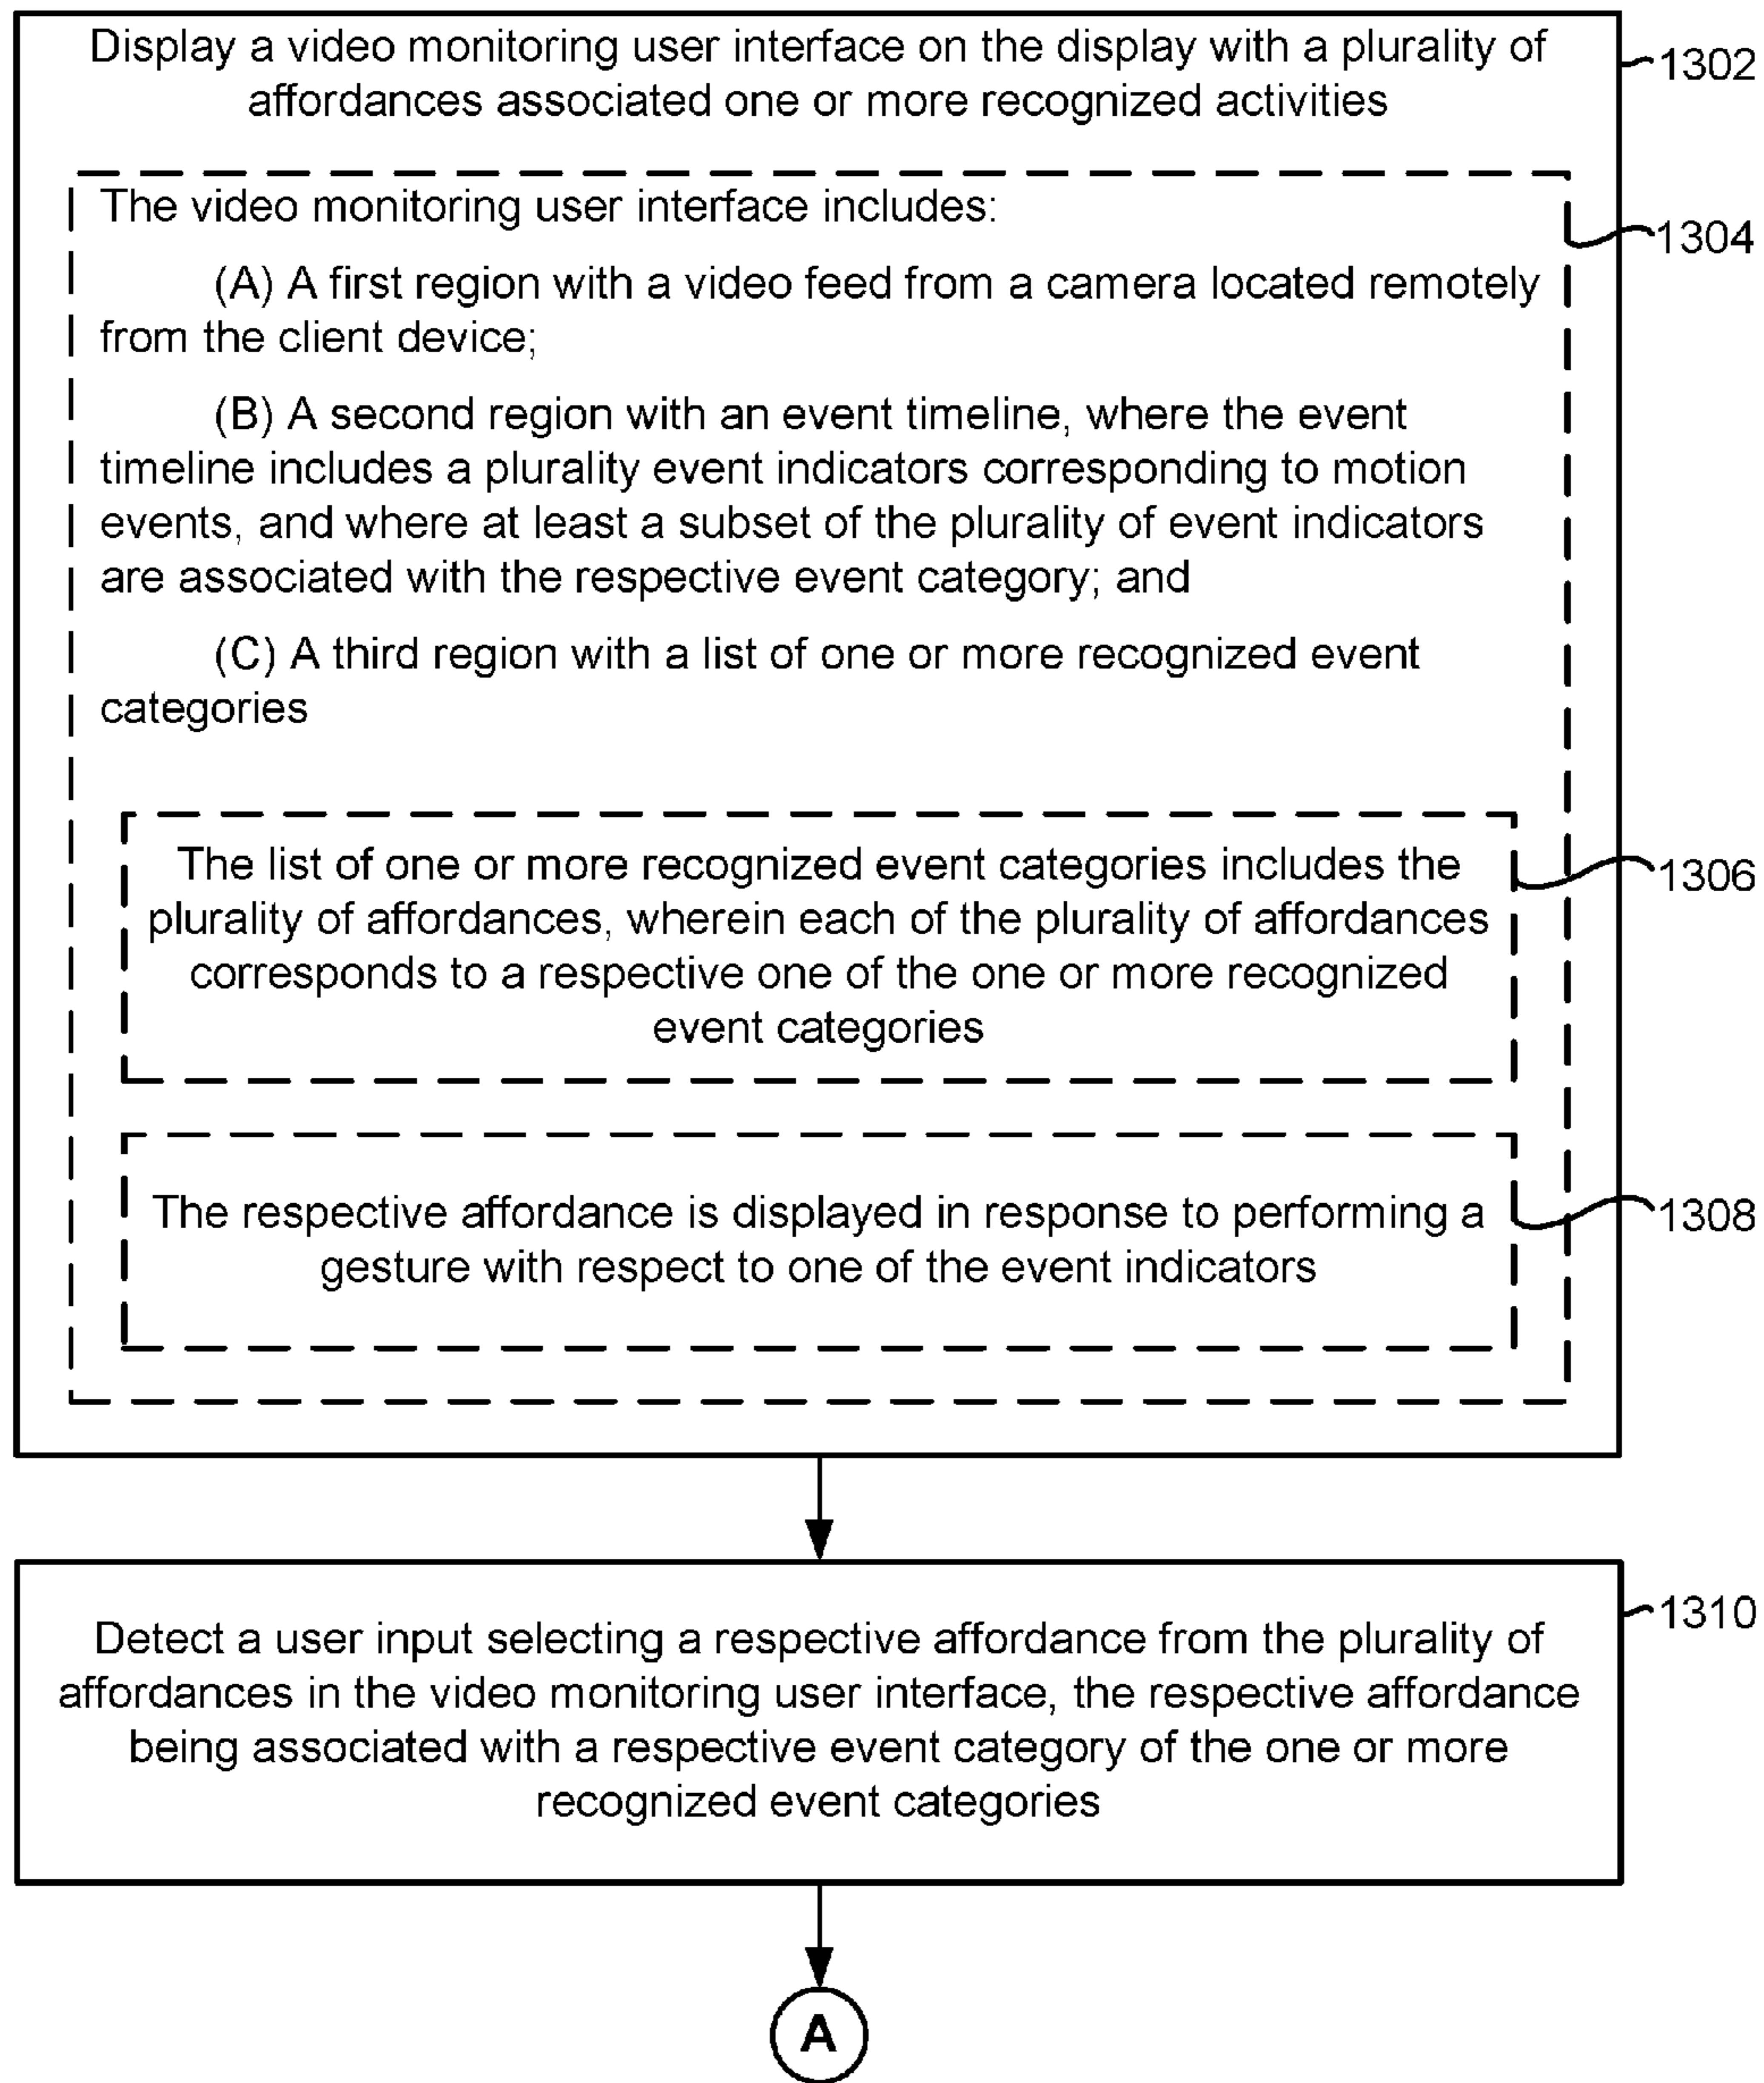 Display a video monitoring user interface on the display with a plurality of
affordances associated one or more recognized activities
1302
The video monitoring user interface includes:
1304
(A) A first region with a video feed from a camera located remotely
from the client device;
(B) A second region with an event timeline, where the event
timeline includes a plurality event indicators corresponding to motion
events, and where at least a subset of the plurality of event indicators
are associated with the respective event category; and
(C) A third region with a list of one or more recognized event
categories
The list of one or more recognized event categories includes the
plurality of affordances, wherein each of the plurality of affordances
corresponds to a respective one of the one or more recognized
event categories
1306
The respective affordance is displayed in response to performing a
gesture with respect to one of the event indicators
1308
Detect a user input selecting a respective affordance from the plurality of
affordances in the video monitoring user interface, the respective affordance
being associated with a respective event category of the one or more
recognized event categories
1310
A